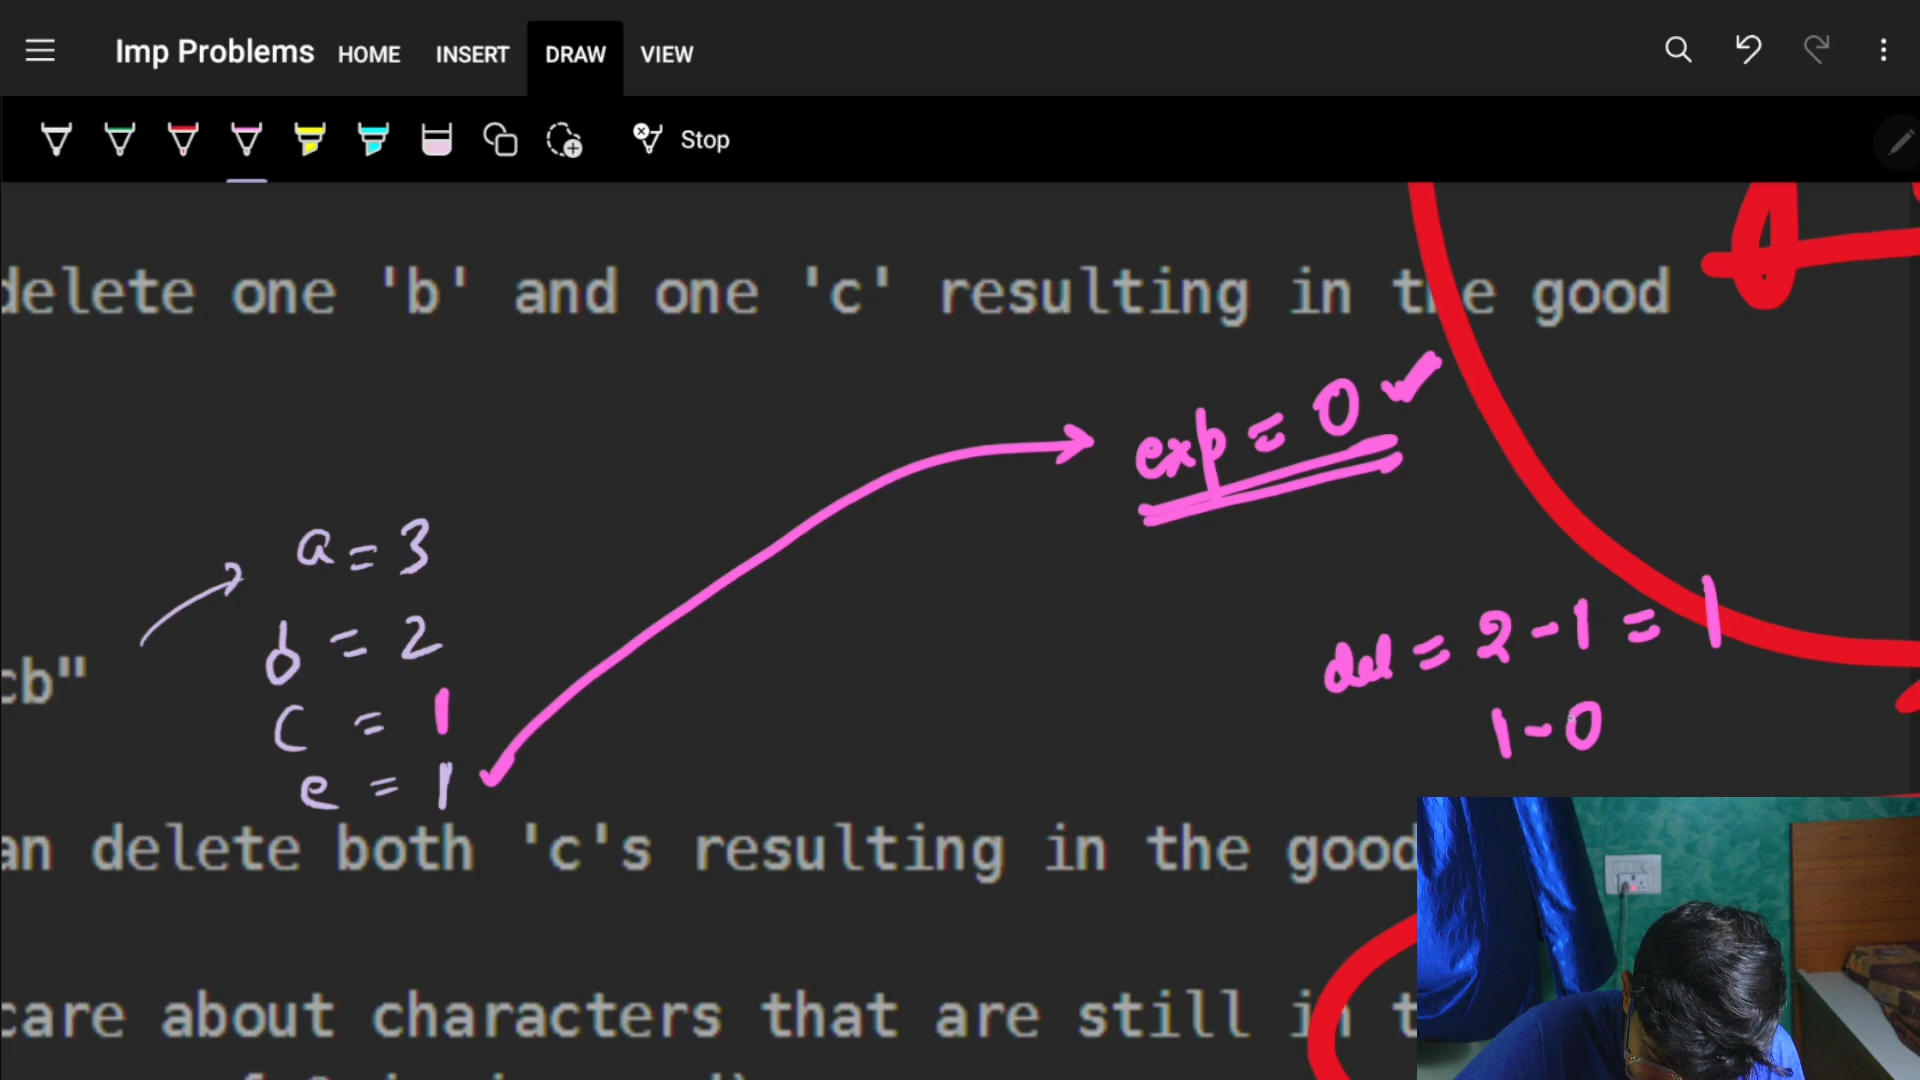 Imp Problems HOME INSERT DRAW VIEW
Stop
delete one 'b' and one 'c' resulting in the good
exp = 0
a = 3
b = 2
c = 1
e = 1
del = 2 - 1 = 1
1 - 0
cb"
an delete both 'c's resulting in the good
care about characters that are still in t